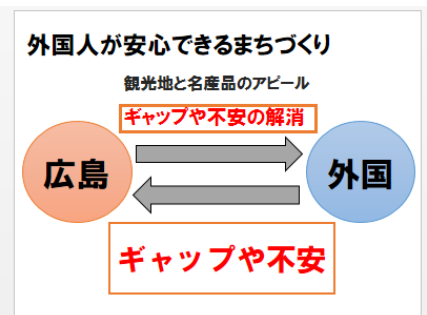 外国人が安心できるまちづくり
観光地と名産品のアピール
ギャップや不安の解消
広島
外国
ギャップや不安